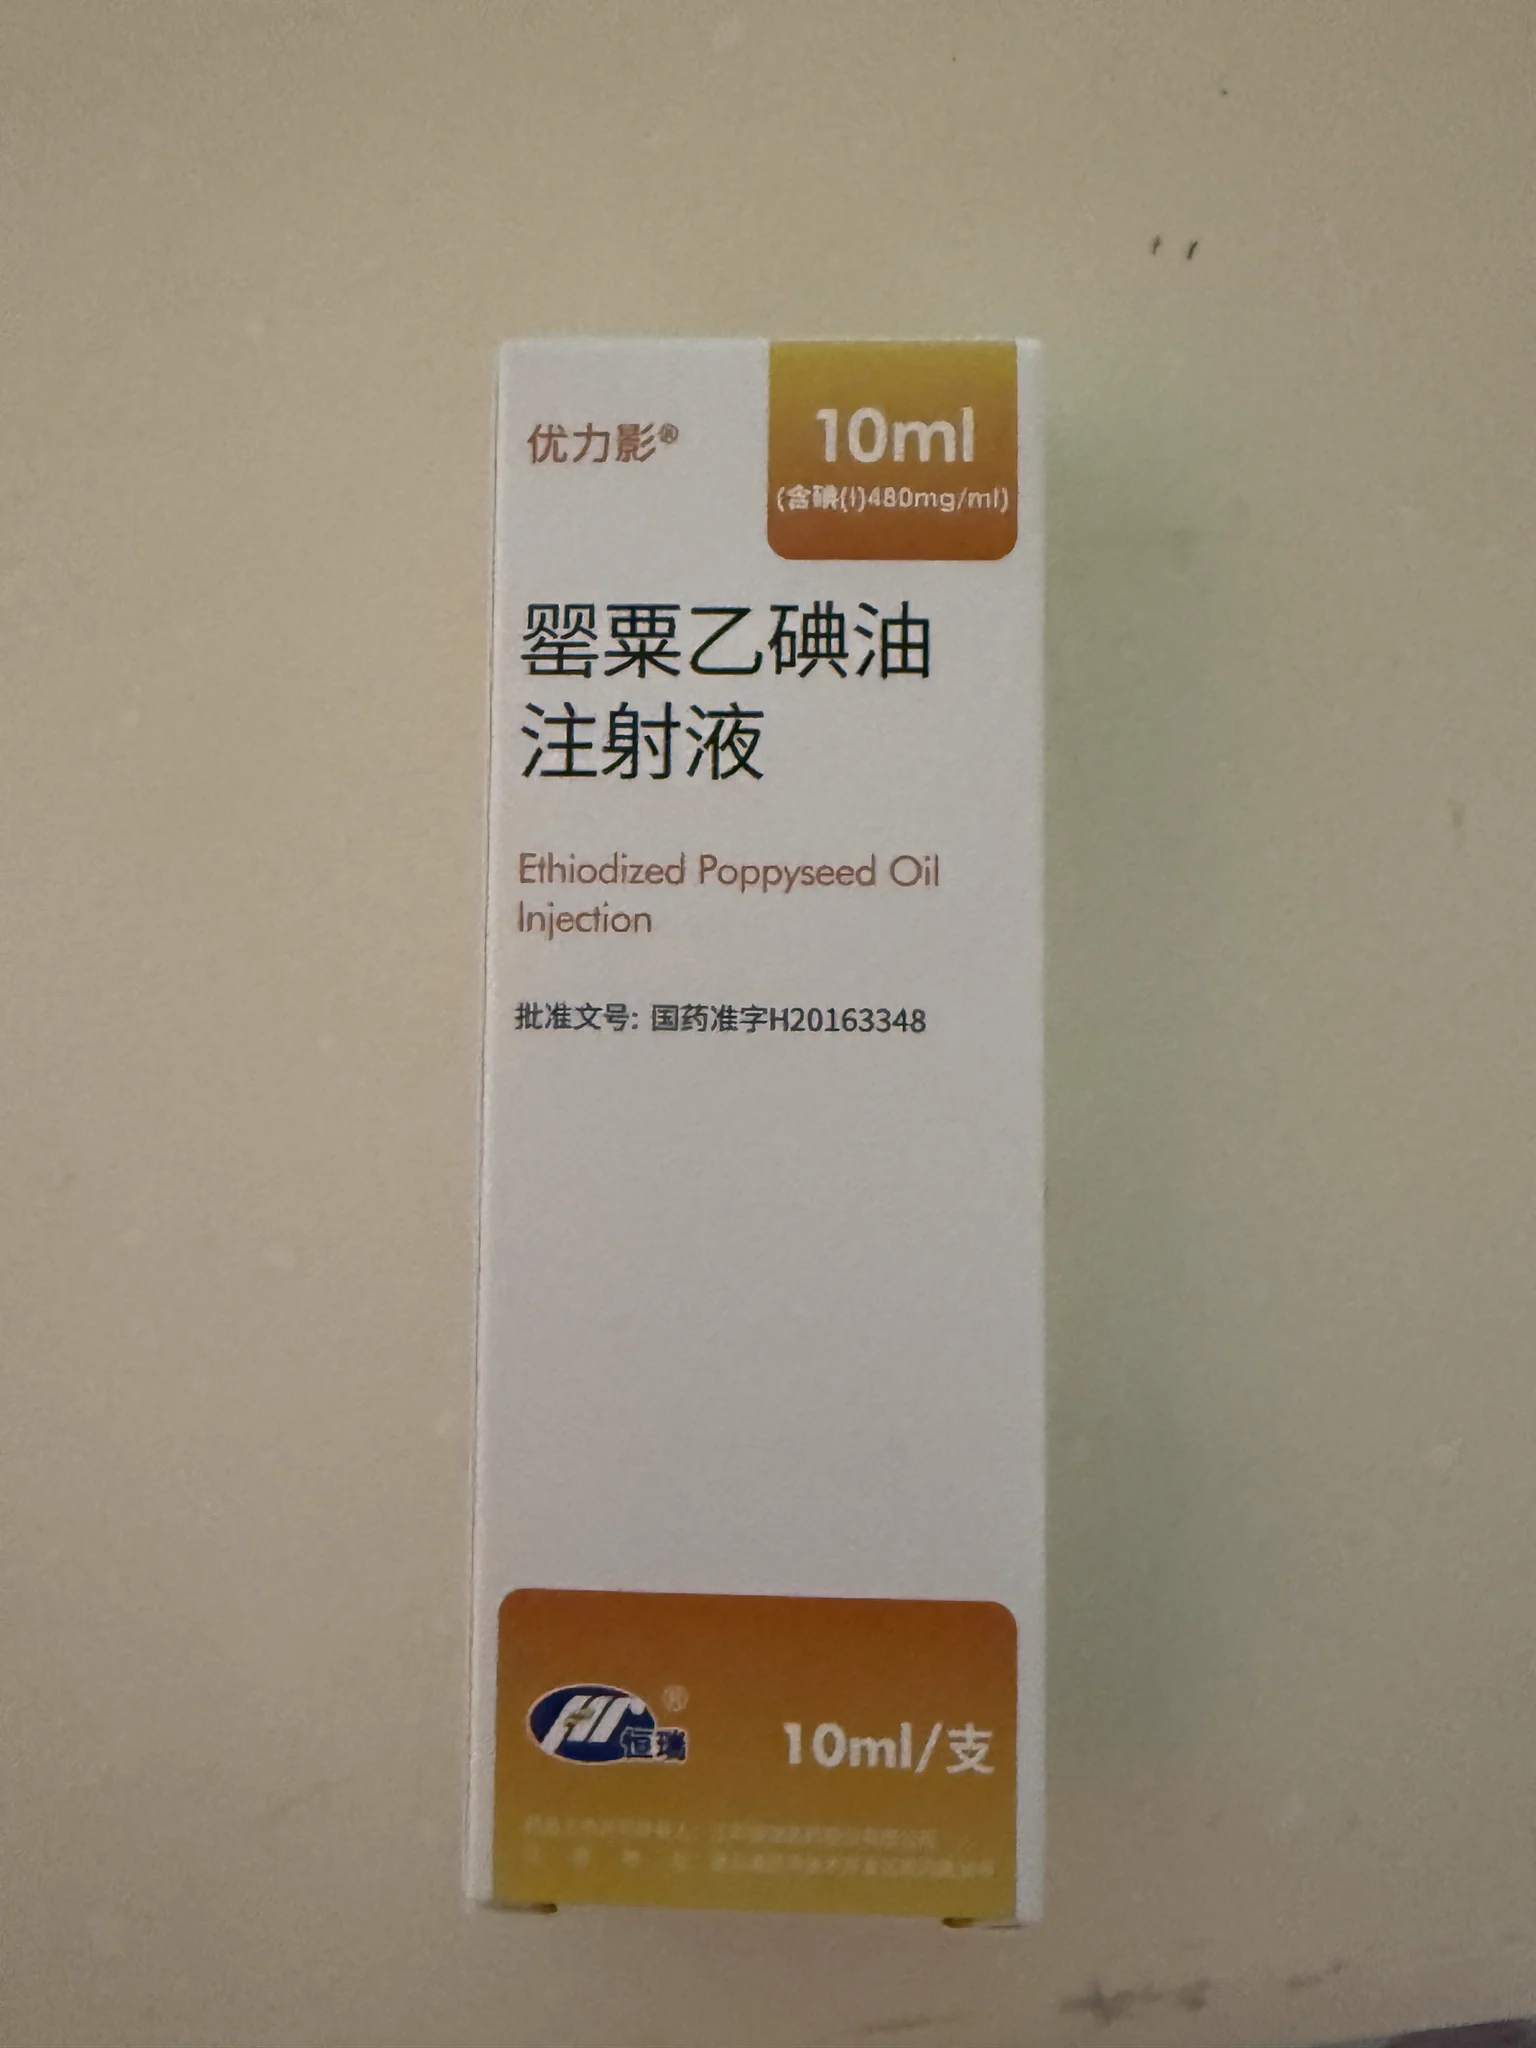 优力影®
10ml
(含碘(I)480mg/ml)
罂粟乙碘油
注射液
Ethiodized Poppyseed Oil
Injection
批准文号: 国药准字H20163348
HR
恒瑞®
10ml/支